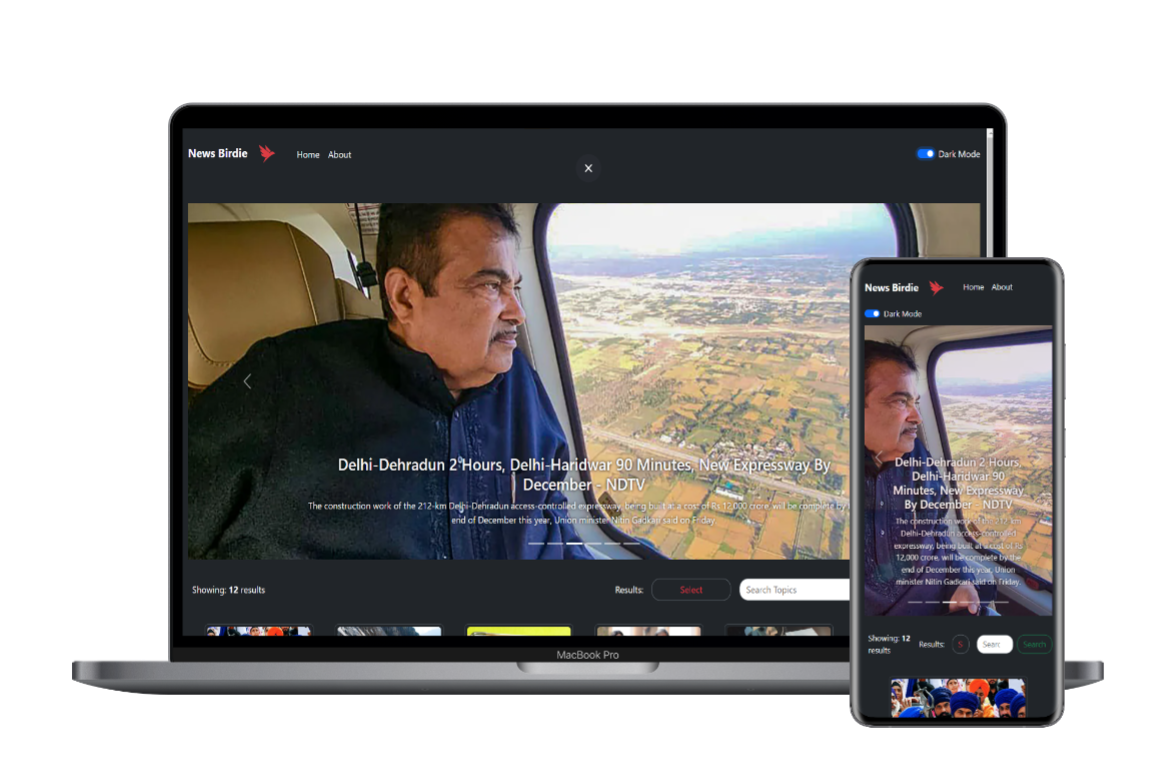 News Birdie
Home About
Dark Mode
Delhi-Dehradun 2 Hours, Delhi-Haridwar 90 Minutes, New Expressway By
December - NDTV
The construction work of the 212-km Delhi-Dehradun access-controlled expressway, being built at a cost of Rs 12,000 crore, will be complete by
end of December this year, Union minister Nitin Gadkari said on Friday.
Showing: 12 results
Results:
Select
Search Topics
MacBook Pro
News Birdie
Home About
Dark Mode
Delhi-Dehradun 2 Hours,
Delhi-Haridwar 90
Minutes, New Expressway
By December - NDTV
The construction work of the 212-km
Delhi-Dehradun access-controlled
expressway, being built at a cost of Rs
12,000 crore, will be complete by the
end of December this year, Union
minister Nitin Gadkari said on Friday.
Showing: 12
results
Results:
S
Searc
Search